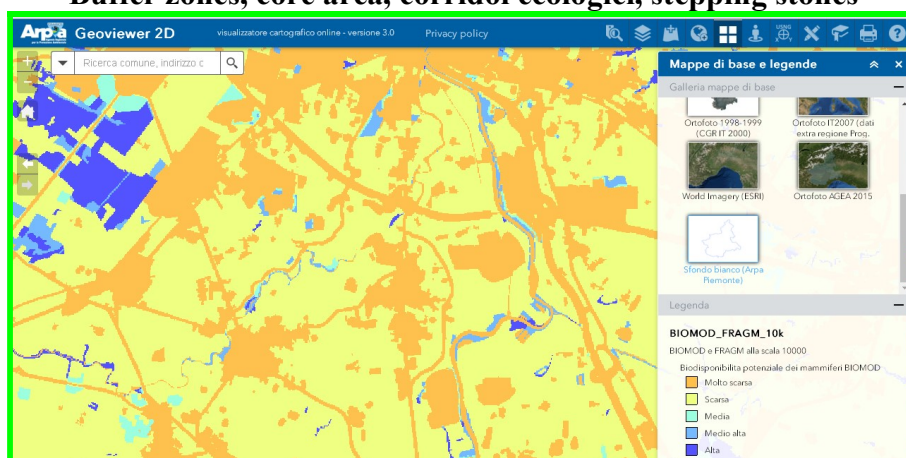 Buffer zones, core area, corridoi ecologici, stepping stones
Arpa Geoviewer 2D visualizzatore cartografico online - versione 3.0 Privacy policy
Ricerca comune, indirizzo c
Mappe di base e legende
Galleria mappe di base
Ortofoto 1998-1999 (CGR IT 2000)
Ortofoto IT2007 (dati extra regione Prog.
World Imagery (ESRI)
Ortofoto AGEA 2015
Sfondo bianco (Arpa Piemonte)
Legenda
BIOMOD_FRAGM_10k
BIOMOD e FRAGM alla scala 10000
Biodisponibilita potenziale dei mammiferi BIOMOD
Molto scarsa
Scarsa
Media
Medio alta
Alta